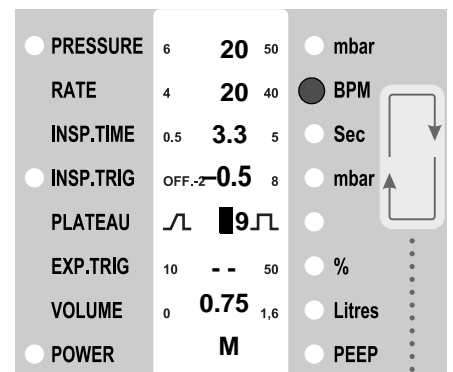 PRESSURE 6 20 50 mbar
RATE 4 20 40 BPM
INSP.TIME 0.5 3.3 5 Sec
INSP.TRIG OFF.-2 –0.5 8 mbar
PLATEAU 9
EXP.TRIG 10 - - 50 %
VOLUME 0 0.75 1,6 Litres
POWER M PEEP